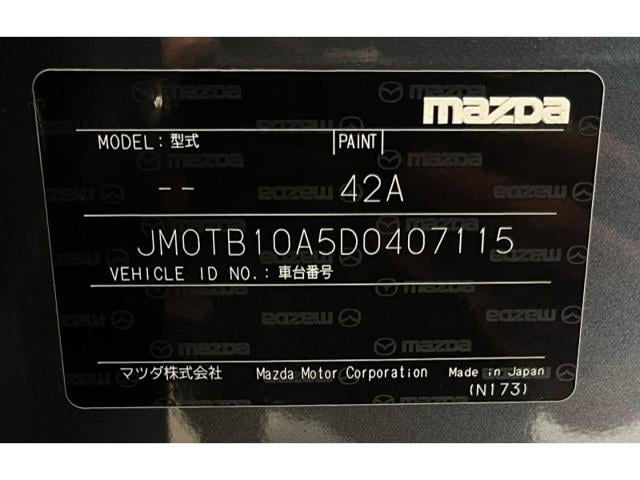 mazda
MODEL: 型式 PAINT
-- 42A
JM0TB10A5D0407115
VEHICLE ID NO.: 車台番号
マツダ株式会社 Mazda Motor Corporation Made in Japan
(N173)